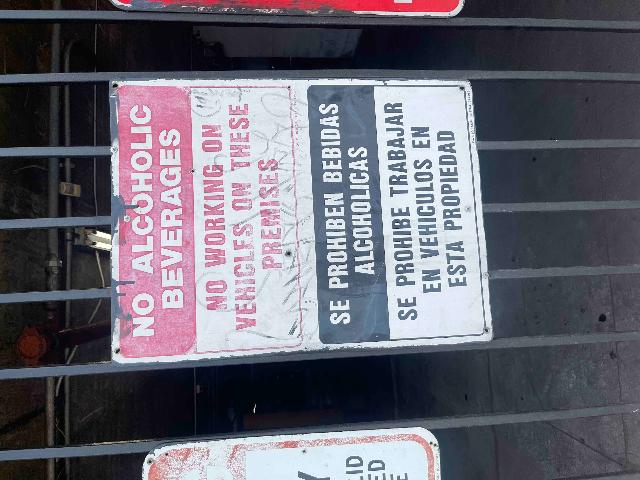 NO ALCOHOLIC
BEVERAGES
NO WORKING ON
VEHICLES ON THESE
PREMISES
SE PROHIBEN BEBIDAS
ALCOHOLICAS
SE PROHIBE TRABAJAR
EN VEHICULOS EN
ESTA PROPIEDAD